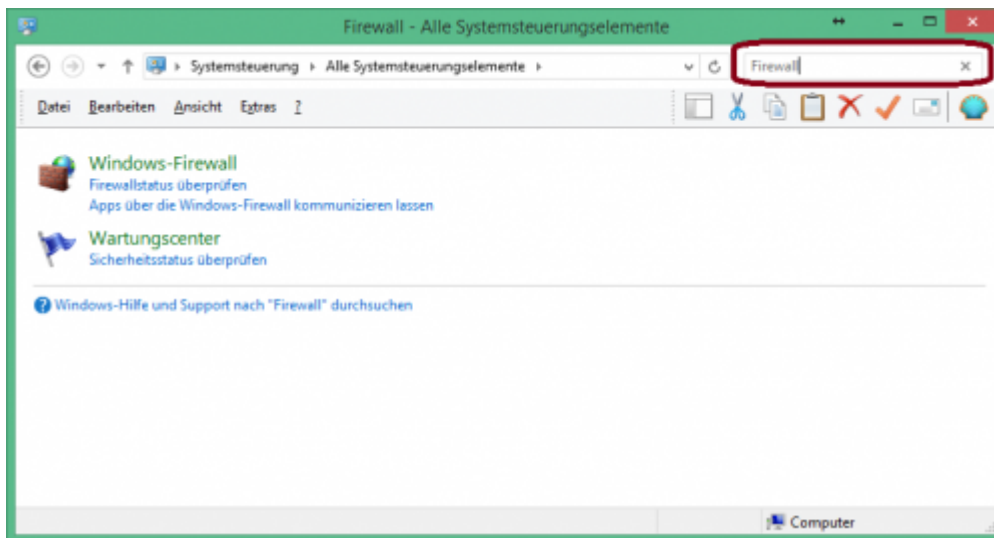 Firewall - Alle Systemsteuerungselemente
Systemsteuerung Alle Systemsteuerungselemente
Firewall
Datei Bearbeiten Ansicht Extras ?
Windows-Firewall
Firewallstatus überprüfen
Apps über die Windows-Firewall kommunizieren lassen
Wartungscenter
Sicherheitsstatus überprüfen
Windows-Hilfe und Support nach "Firewall" durchsuchen
Computer